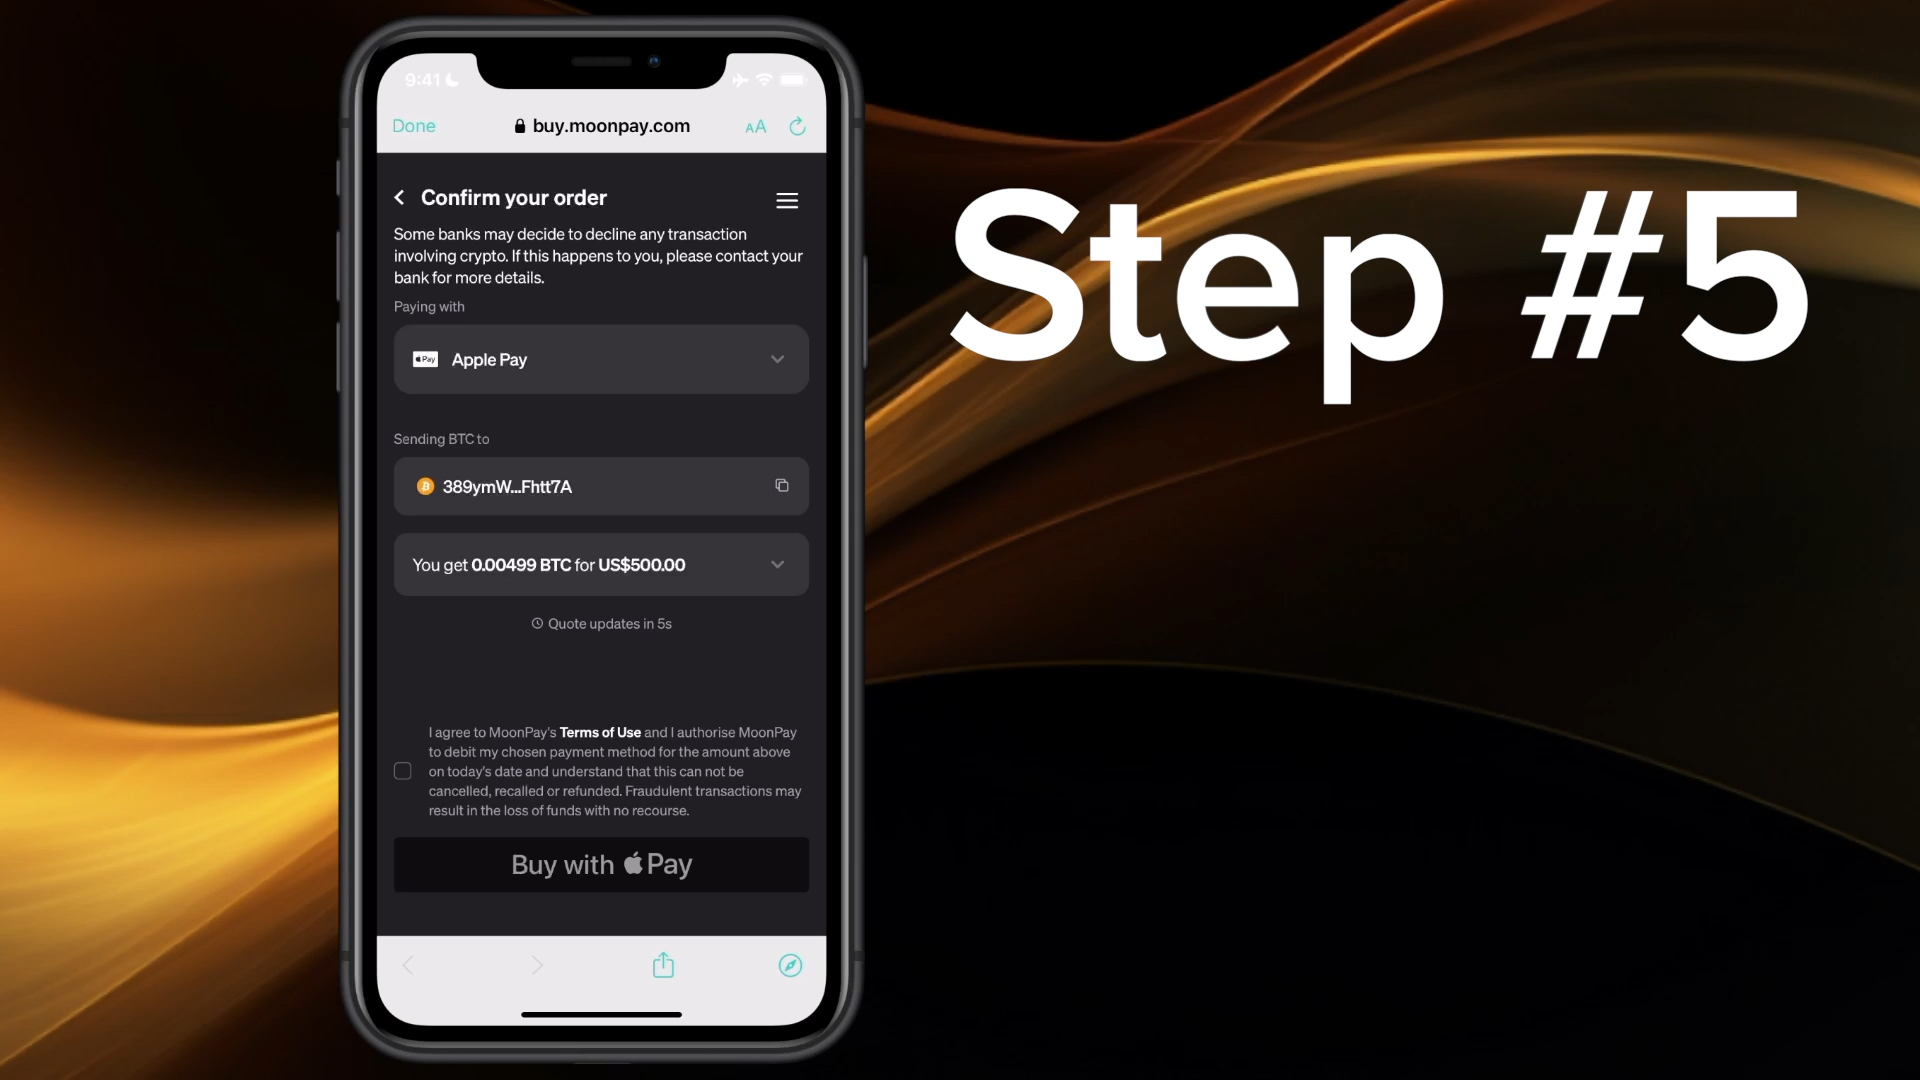 9:41
Done
buy.moonpay.com
AA
Confirm your order
Some banks may decide to decline any transaction
involving crypto. If this happens to you, please contact your
bank for more details.
Paying with
Pay
Apple Pay
Sending BTC to
389ymW...Fhtt7A
You get 0.00499 BTC for US$500.00
Quote updates in 5s
I agree to MoonPay's Terms of Use and I authorise MoonPay
to debit my chosen payment method for the amount above
on today's date and understand that this can not be
cancelled, recalled or refunded. Fraudulent transactions may
result in the loss of funds with no recourse.
Buy with Pay
Step #5